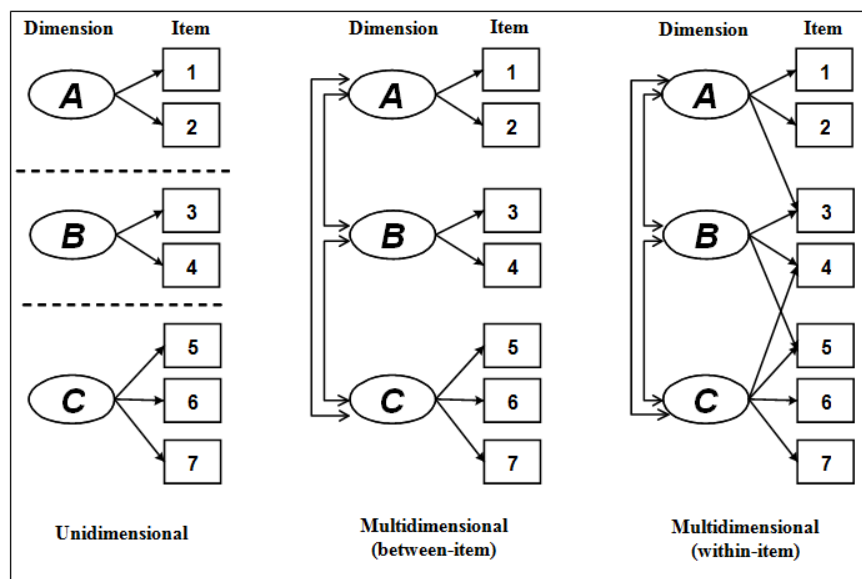 Dimension Item
A
1
2
B
3
4
C
5
6
7
Unidimensional
Dimension Item
A
1
2
B
3
4
C
5
6
7
Multidimensional
(between-item)
Dimension Item
A
1
2
B
3
4
C
5
6
7
Multidimensional
(within-item)